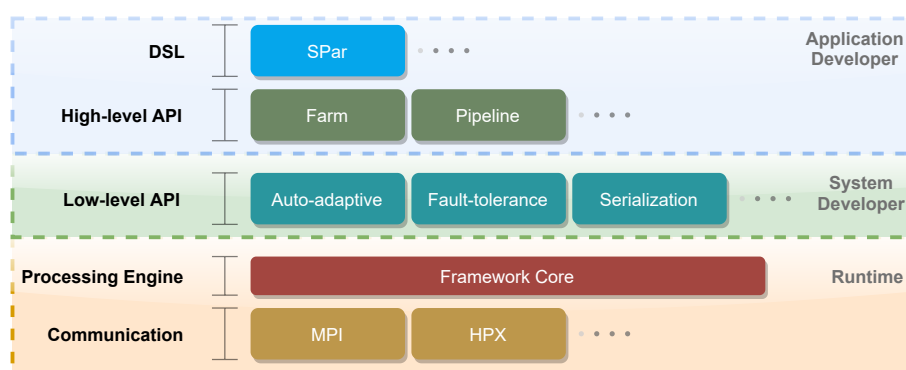 DSL
SPar
Application
Developer
High-level API
Farm
Pipeline
Low-level API
Auto-adaptive
Fault-tolerance
Serialization
System
Developer
Processing Engine
Framework Core
Runtime
Communication
MPI
HPX